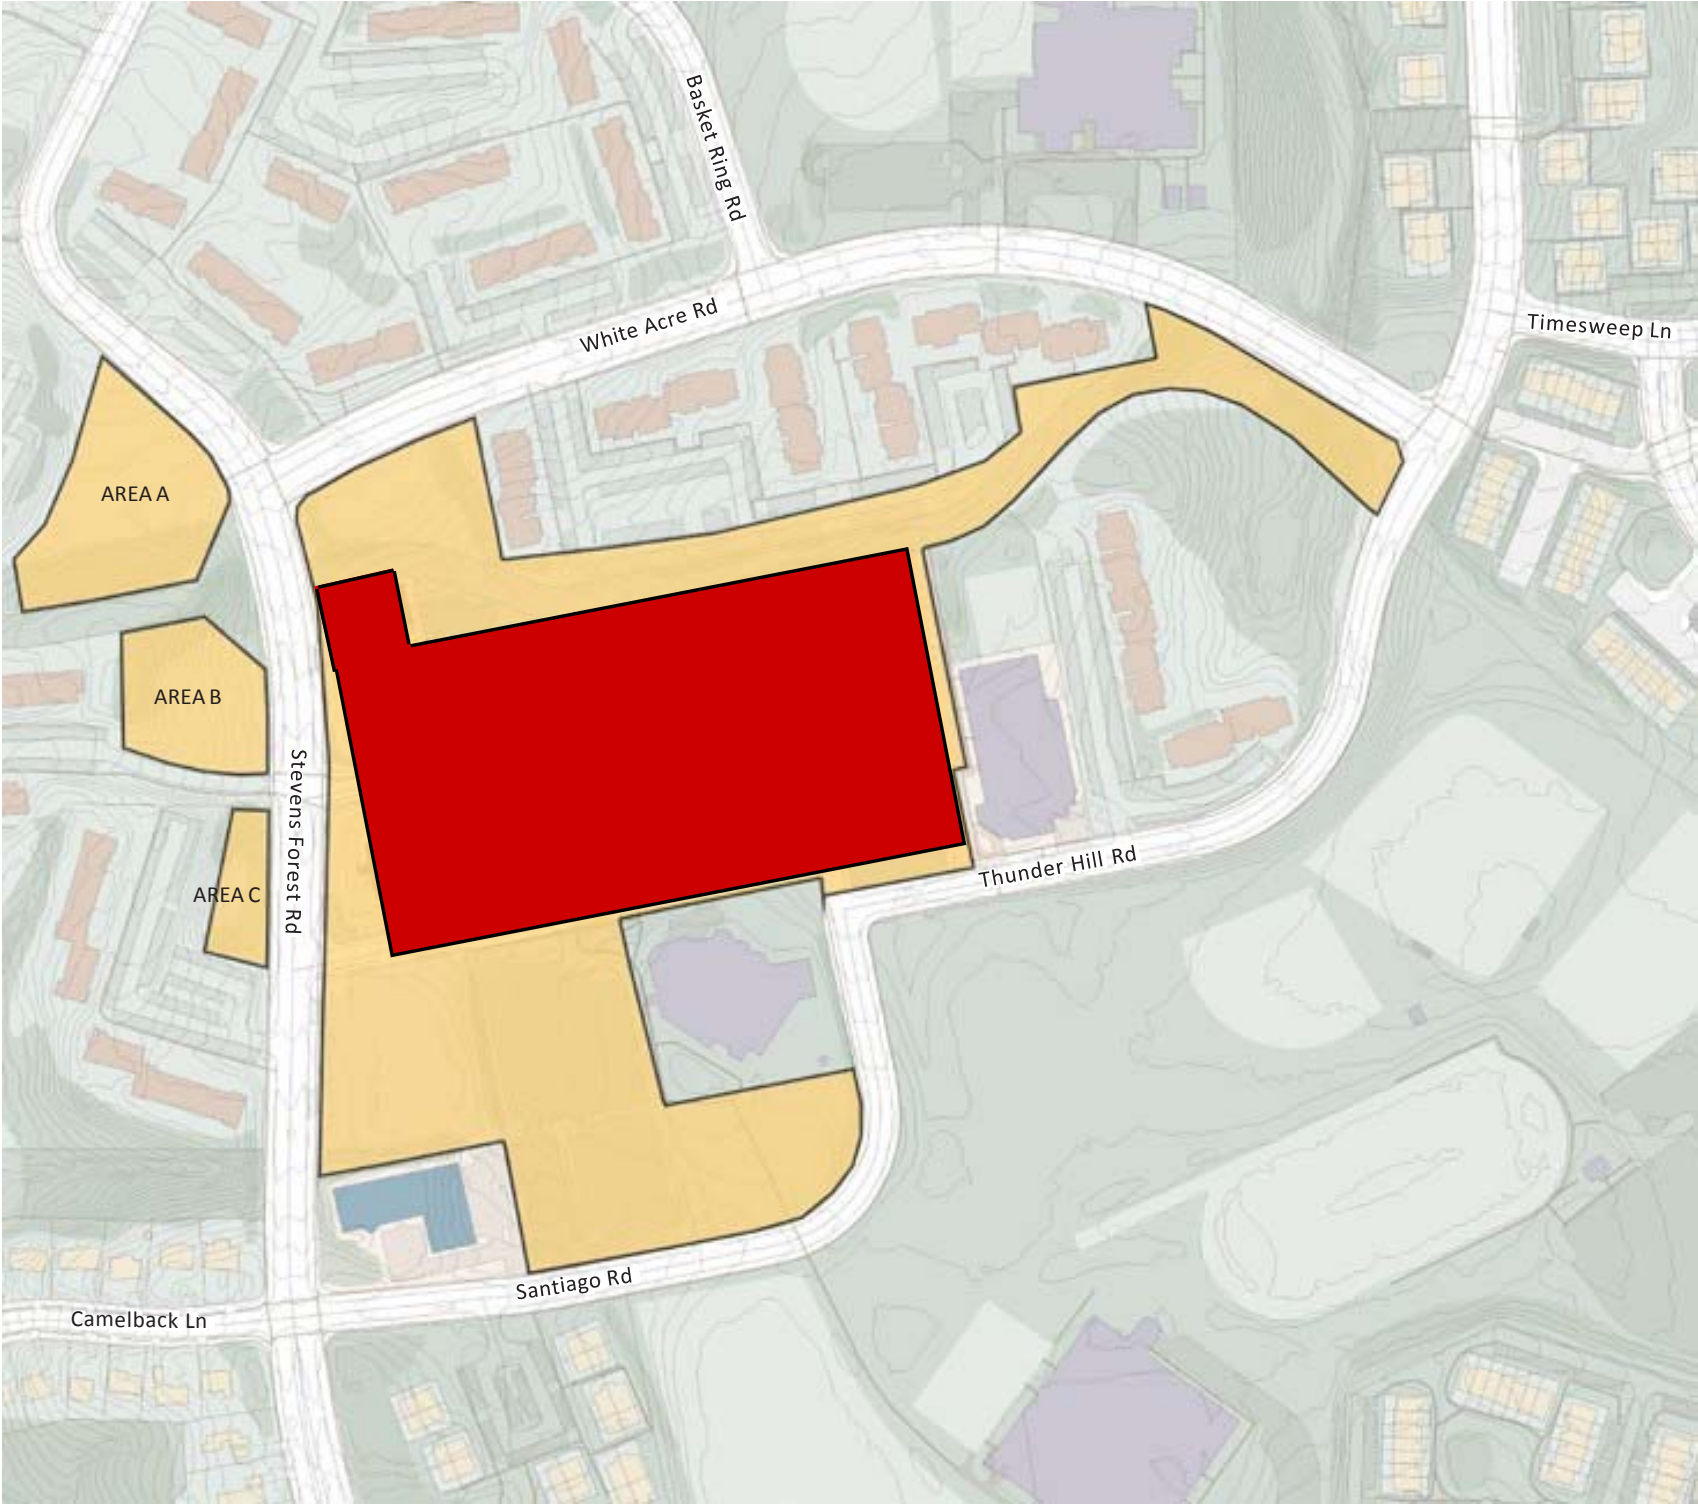 Basket Ring Rd
White Acre Rd
Timesweep Ln
AREA A
AREA B
Stevens Forest Rd
AREA C
Thunder Hill Rd
Santiago Rd
Camelback Ln